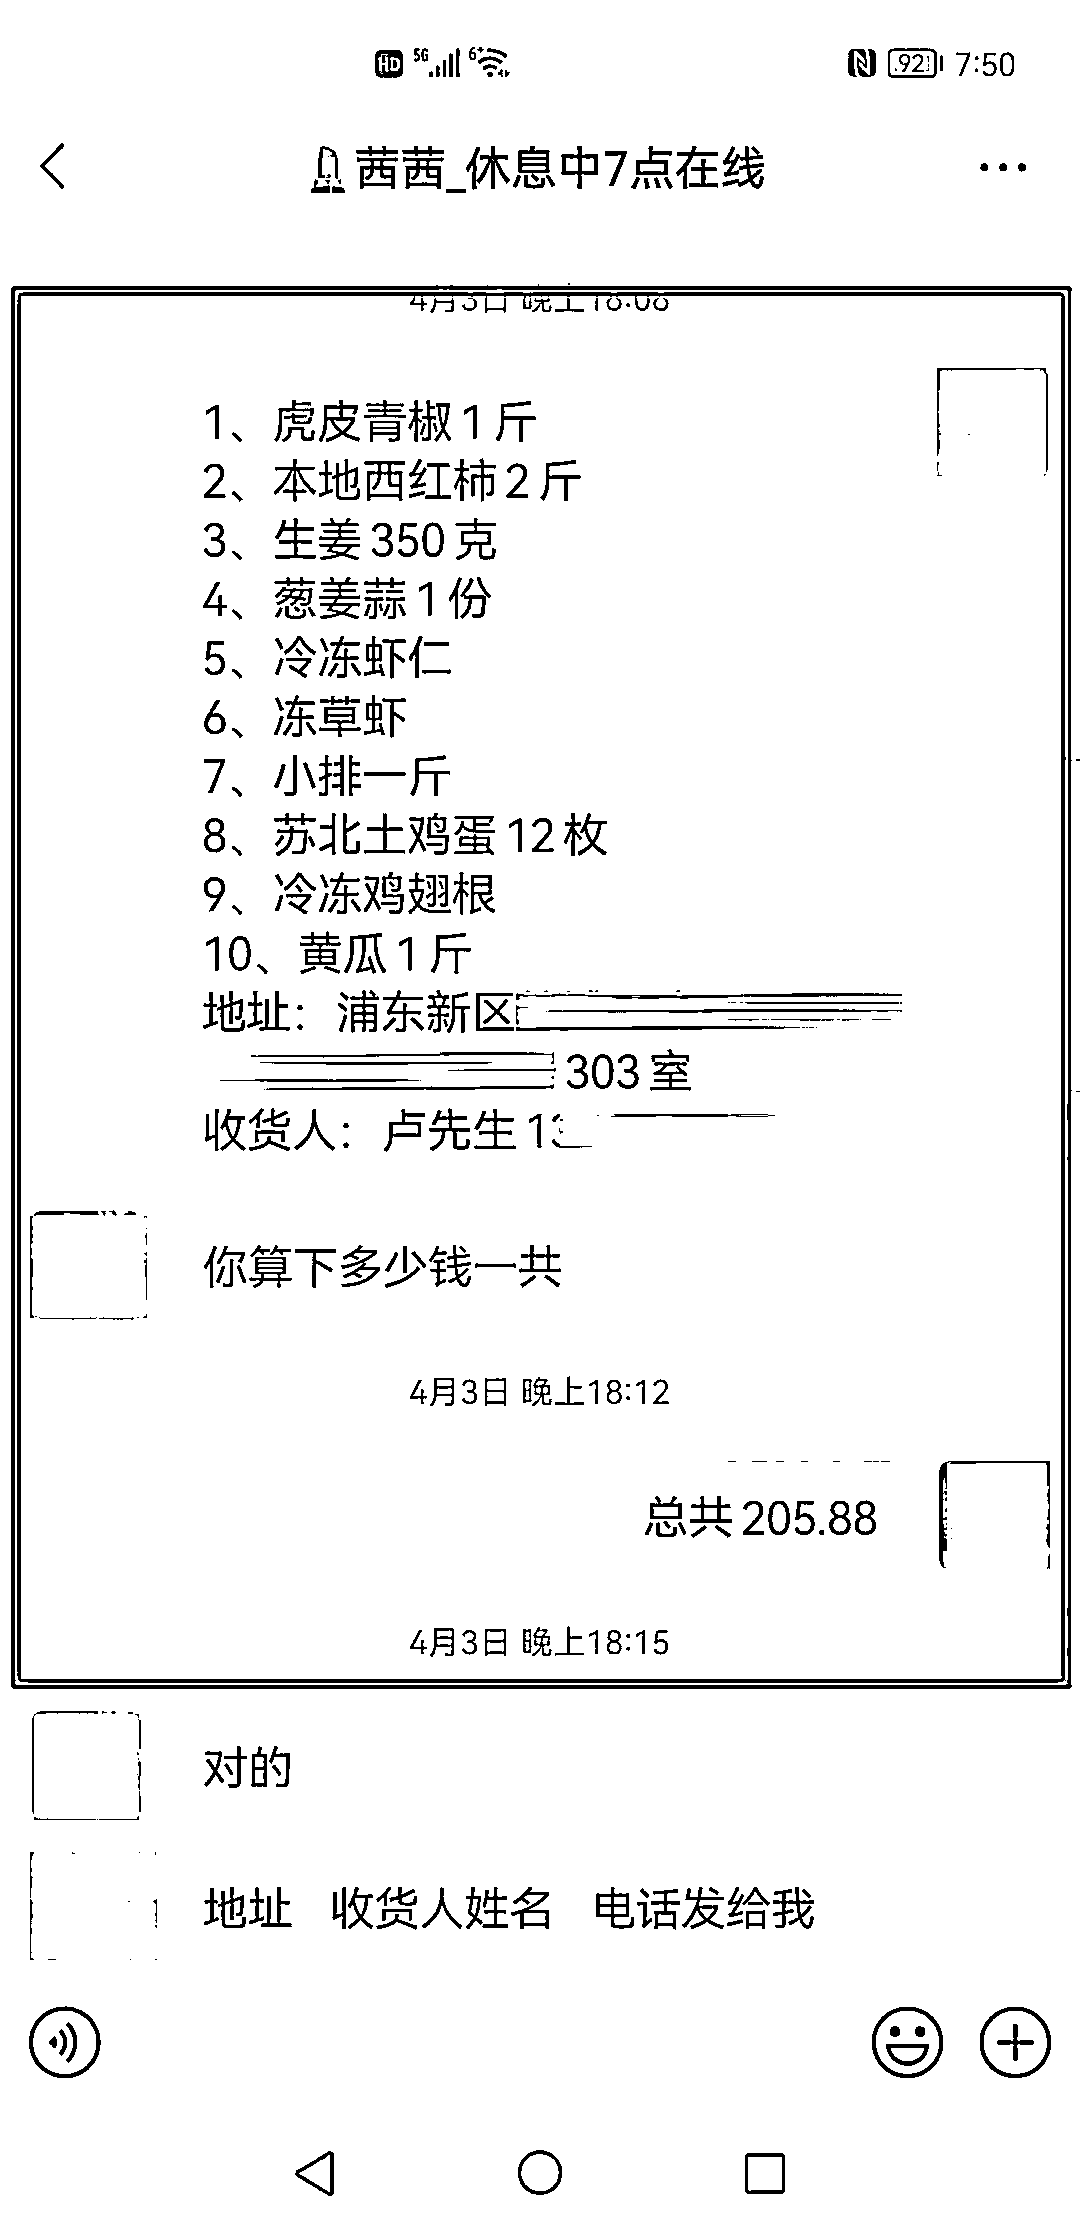 HD 5G 6+ 92 7:50
茜茜_休息中7点在线
4月3日 晚上18:08
1、虎皮青椒1斤
2、本地西红柿2斤
3、生姜350克
4、葱姜蒜1份
5、冷冻虾仁
6、冻草虾
7、小排一斤
8、苏北土鸡蛋12枚
9、冷冻鸡翅根
10、黄瓜1斤
地址：浦东新区
303室
收货人：卢先生13
你算下多少钱一共
4月3日 晚上18:12
总共205.88
4月3日 晚上18:15
对的
地址 收货人姓名 电话发给我